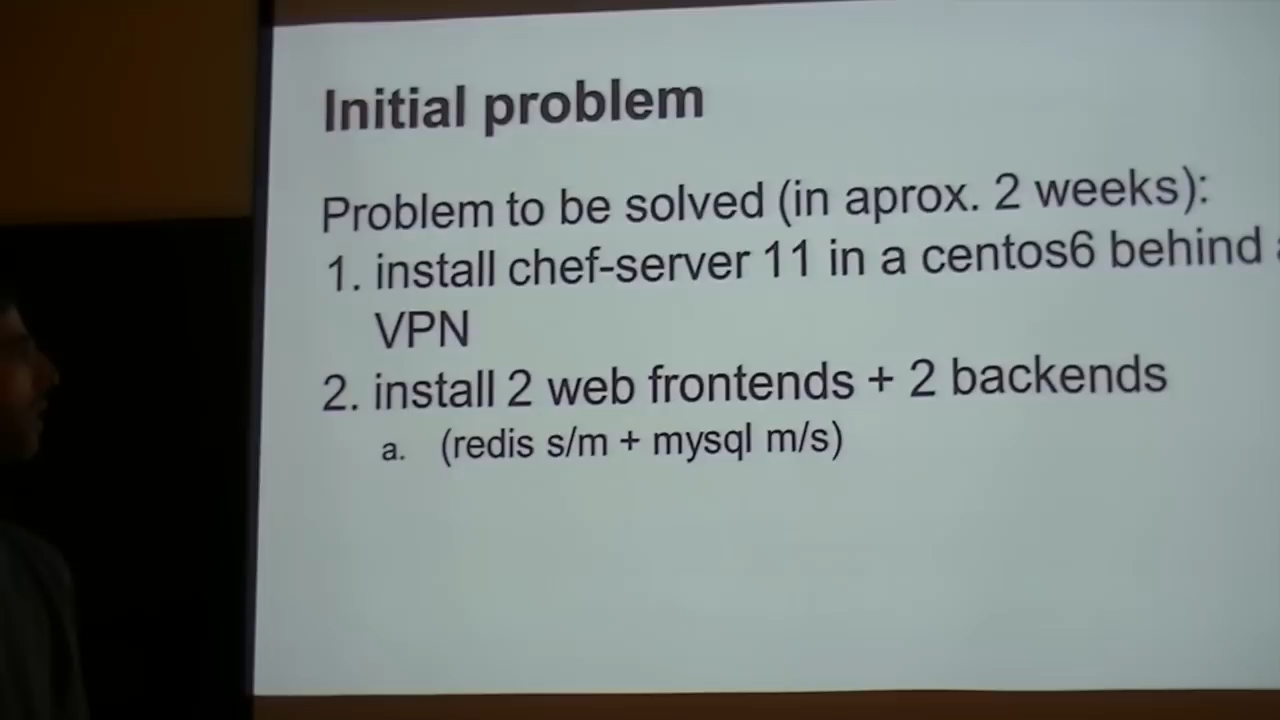 Initial problem
Problem to be solved (in aprox. 2 weeks):
1. install chef-server 11 in a centos6 behind
VPN
2. install 2 web frontends + 2 backends
a. (redis s/m + mysql m/s)